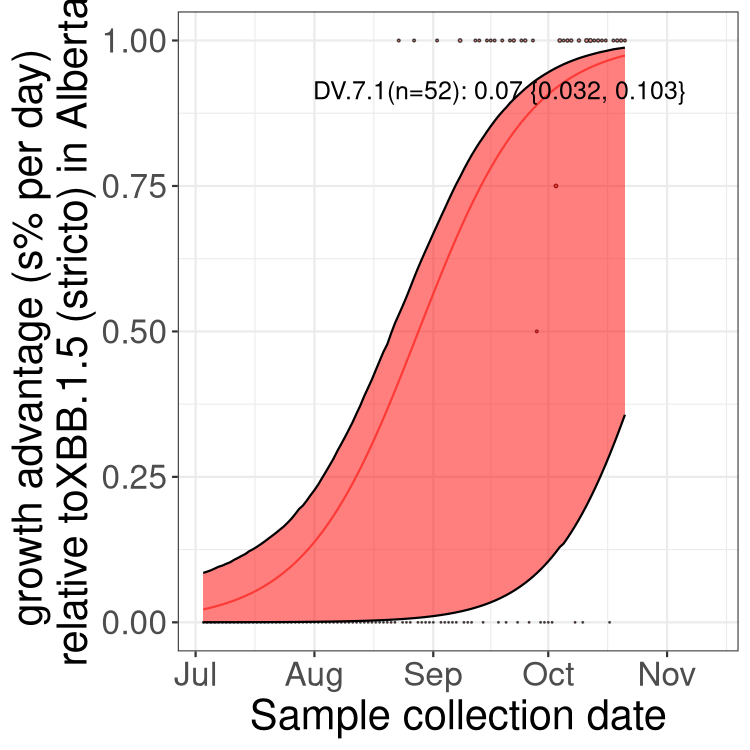 growth advantage (s% per day)
relative toXBB.1.5 (stricto) in Alberta
1.00
0.75
0.50
0.25
0.00
DV.7.1(n=52): 0.07 {0.032, 0.103}
Jul Aug Sep Oct Nov
Sample collection date